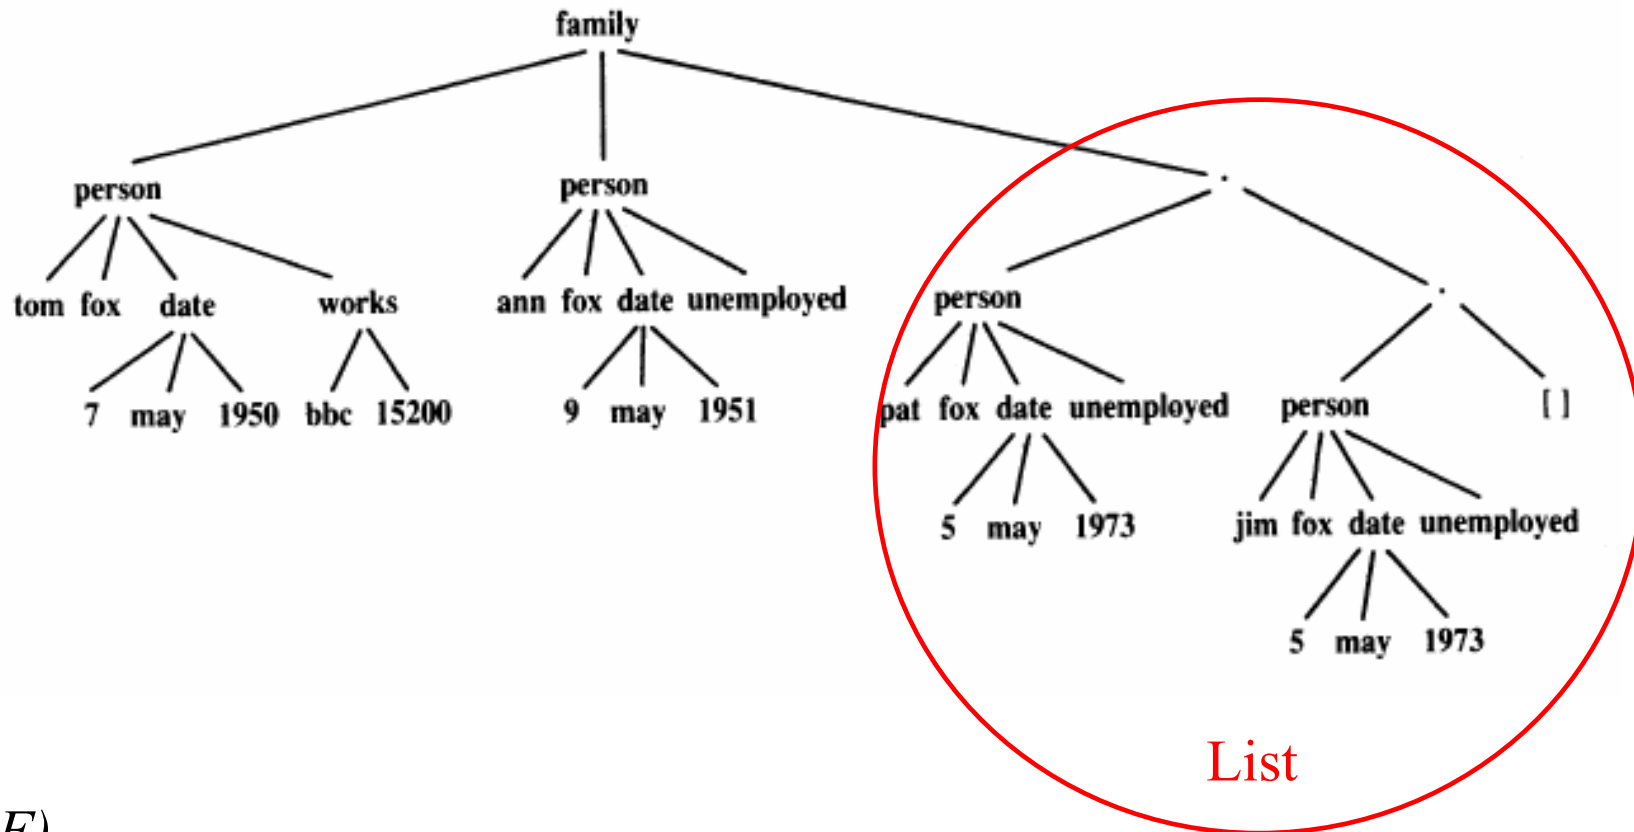 family
person person .
tom fox date works ann fox date unemployed person .
7 may 1950 bbc 15200 9 may 1951 pat fox date unemployed person [ ]
5 may 1973 jim fox date unemployed
5 may 1973
List
E)